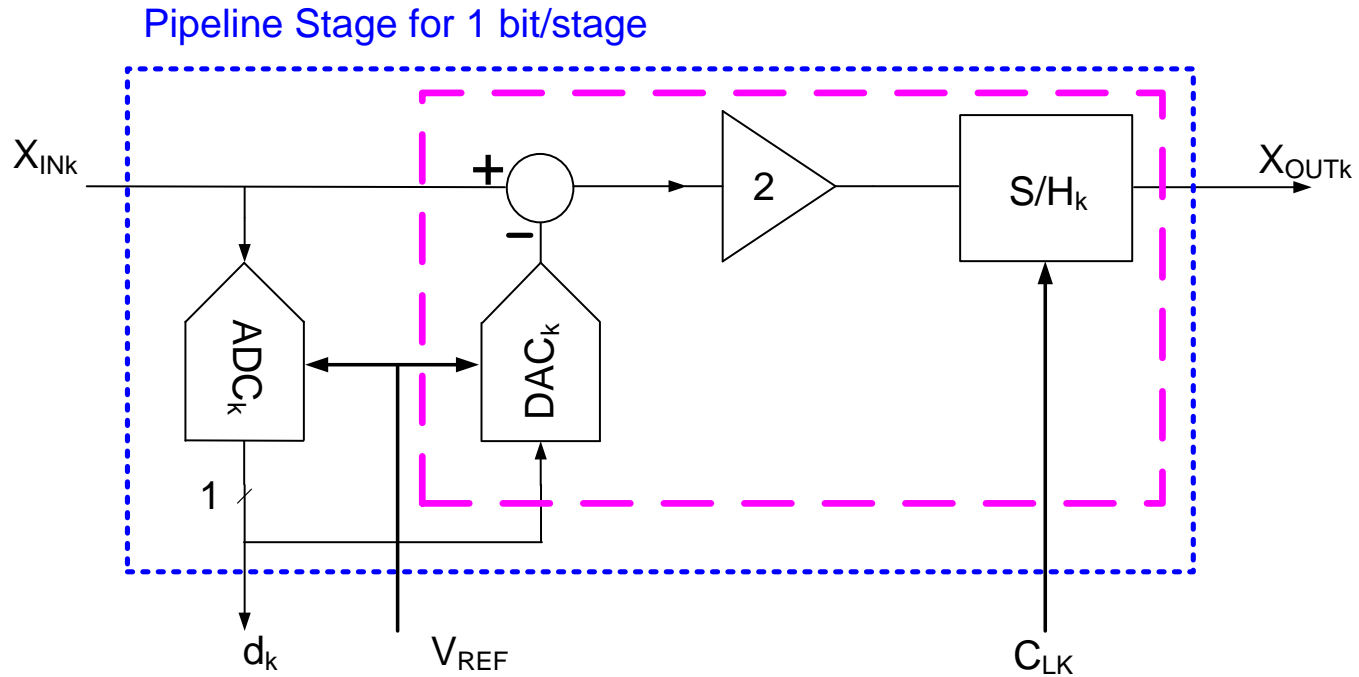 Pipeline Stage for 1 bit/stage
X_INk
+
2
S/H_k
X_OUTk
-
ADC_k
DAC_k
1
d_k
V_REF
C_LK